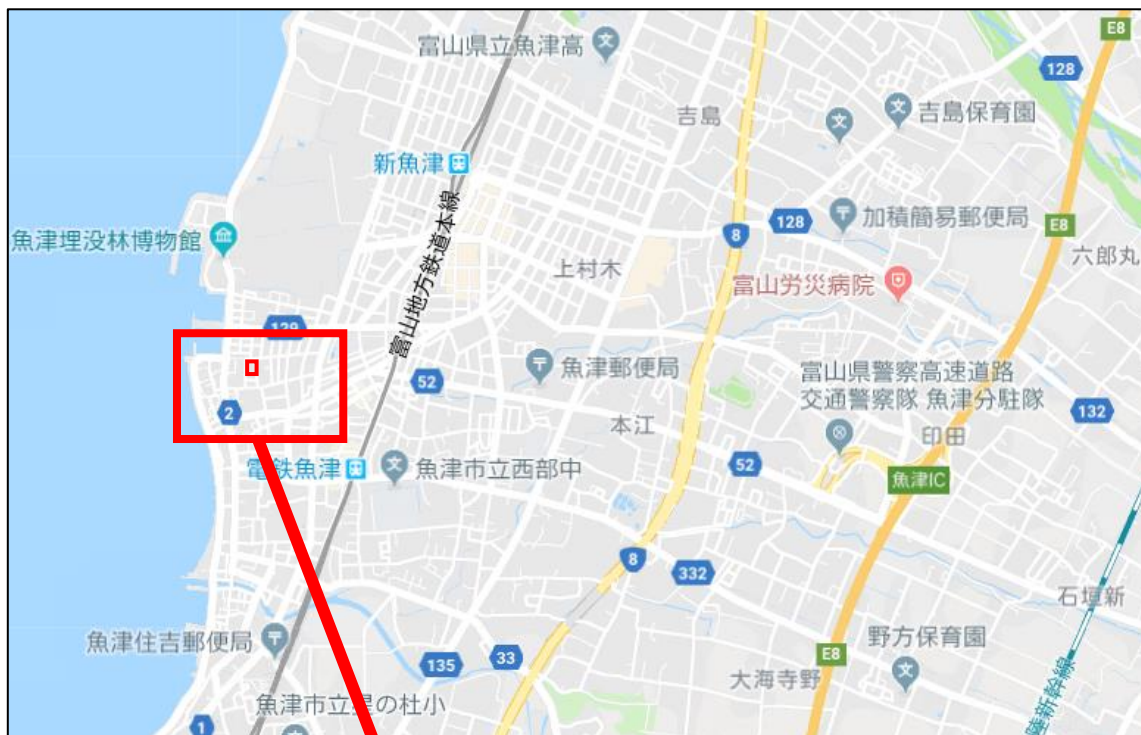 E8
富山県立魚津高
128
吉島
吉島保育園
新魚津
富山地方鉄道本線
128
加積簡易郵便局
E8
8
魚津埋没林博物館
上村木
六郎丸
富山労災病院
129
魚津郵便局
富山県警察高速道路
交通警察隊 魚津分駐隊
52
2
本江
132
印田
電鉄魚津
魚津市立西部中
52
魚津IC
8
332
石垣新
魚津住吉郵便局
135
33
E8
野方保育園
大海寺野
魚津市立星の杜小
陸新幹線
1